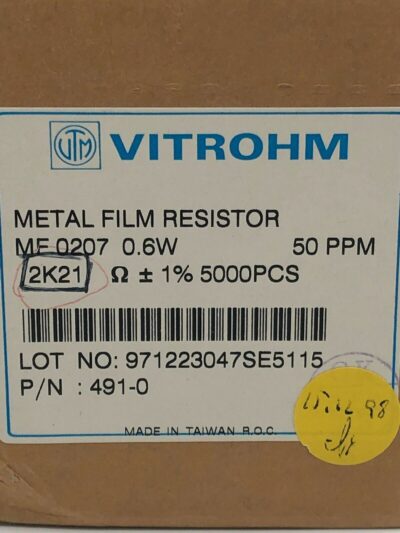 VTM VITROHM
METAL FILM RESISTOR
MF 0207 0.6W 50 PPM
2K21 Ω ± 1% 5000PCS
LOT NO: 971223047SE5115
P/N : 491-0
MADE IN TAIWAN R.O.C.